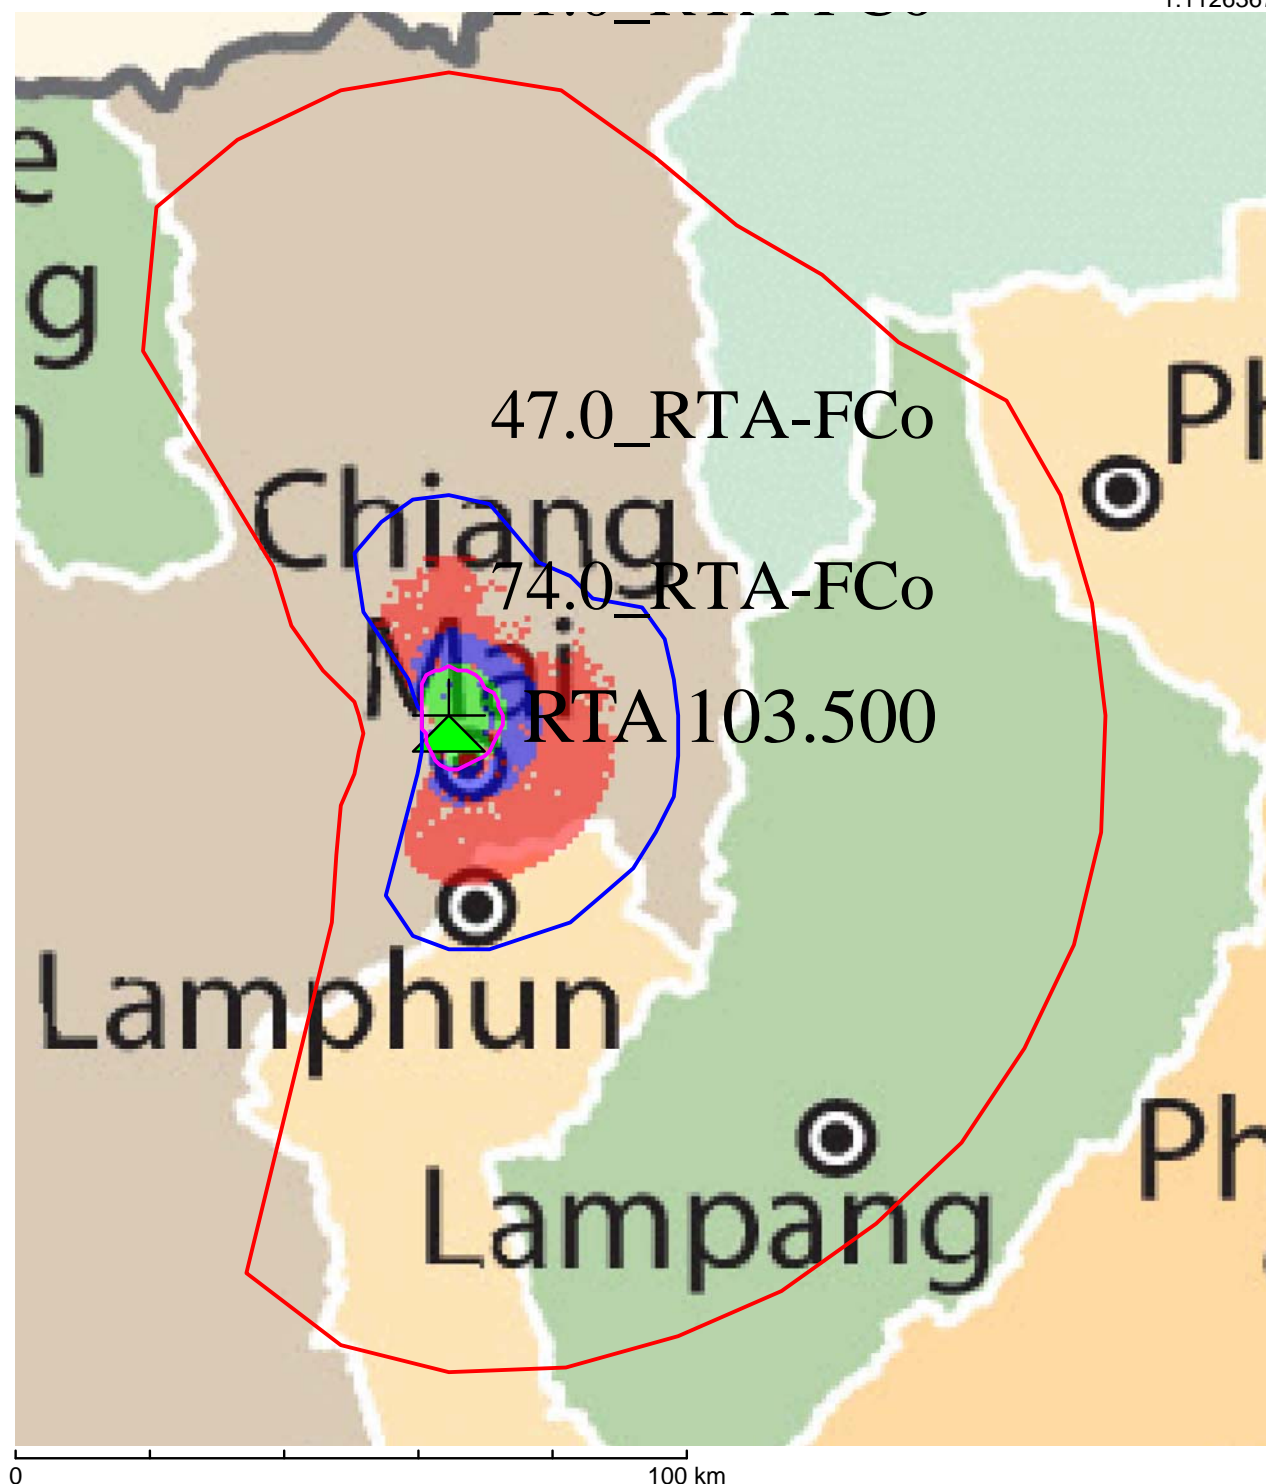 47.0_RTA-FCo
Chiang
74.0_RTA-FCo
Mai
RTA 103.500
Lamphun
Lampang
0
100 km